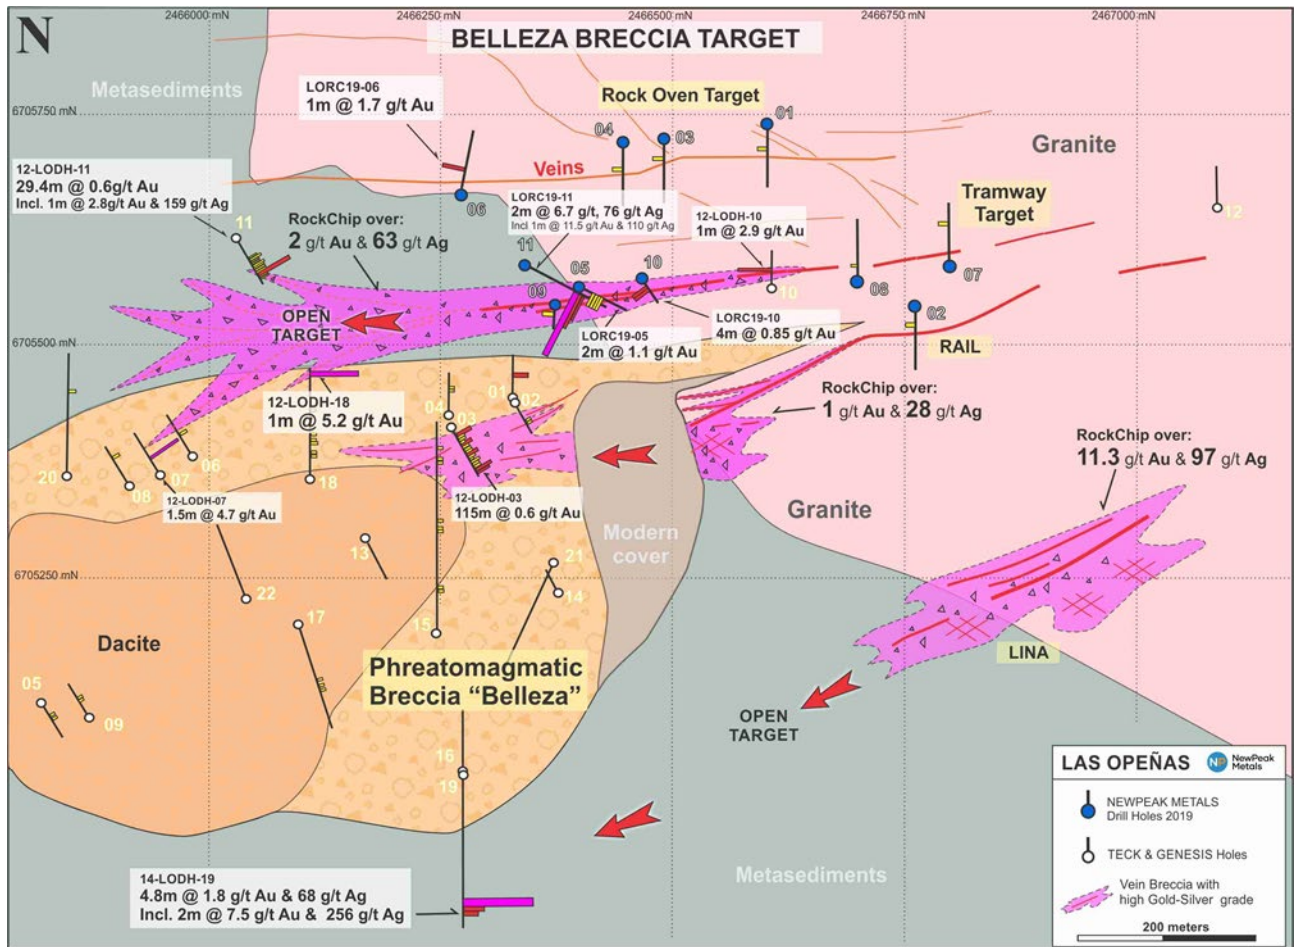 2466000 mN
2466250 mN
2466500 mN
2466750 mN
2467000 mN
N
BELLEZA BRECCIA TARGET
Metasediments
LORC19-06
1m @ 1.7 g/t Au
Rock Oven Target
6705750 mN
01
04
03
Granite
Veins
12-LODH-11
29.4m @ 0.6g/t Au
Incl. 1m @ 2.8g/t Au & 159 g/t Ag
06
LORC19-11
2m @ 6.7 g/t, 76 g/t Ag
Incl 1m @ 11.5 g/t Au & 110 g/t Ag
12-LODH-10
1m @ 2.9 g/t Au
Tramway
Target
12
11
RockChip over:
2 g/t Au & 63 g/t Ag
11
05
10
10
08
07
09
OPEN
TARGET
LORC19-05
2m @ 1.1 g/t Au
LORC19-10
4m @ 0.85 g/t Au
02
RAIL
6705500 mN
12-LODH-18
1m @ 5.2 g/t Au
01
02
04
03
RockChip over:
1 g/t Au & 28 g/t Ag
RockChip over:
11.3 g/t Au & 97 g/t Ag
20
08
07
06
18
12-LODH-07
1.5m @ 4.7 g/t Au
12-LODH-03
115m @ 0.6 g/t Au
Granite
Modern
cover
13
21
14
6705250 mN
22
17
15
Dacite
LINA
Phreatomagmatic
Breccia “Belleza”
05
09
OPEN
TARGET
16
19
LAS OPEÑAS
NP
NewPeak
Metals
NEWPEAK METALS
Drill Holes 2019
TECK & GENESIS Holes
Vein Breccia with
high Gold-Silver grade
200 meters
14-LODH-19
4.8m @ 1.8 g/t Au & 68 g/t Ag
Incl. 2m @ 7.5 g/t Au & 256 g/t Ag
Metasediments